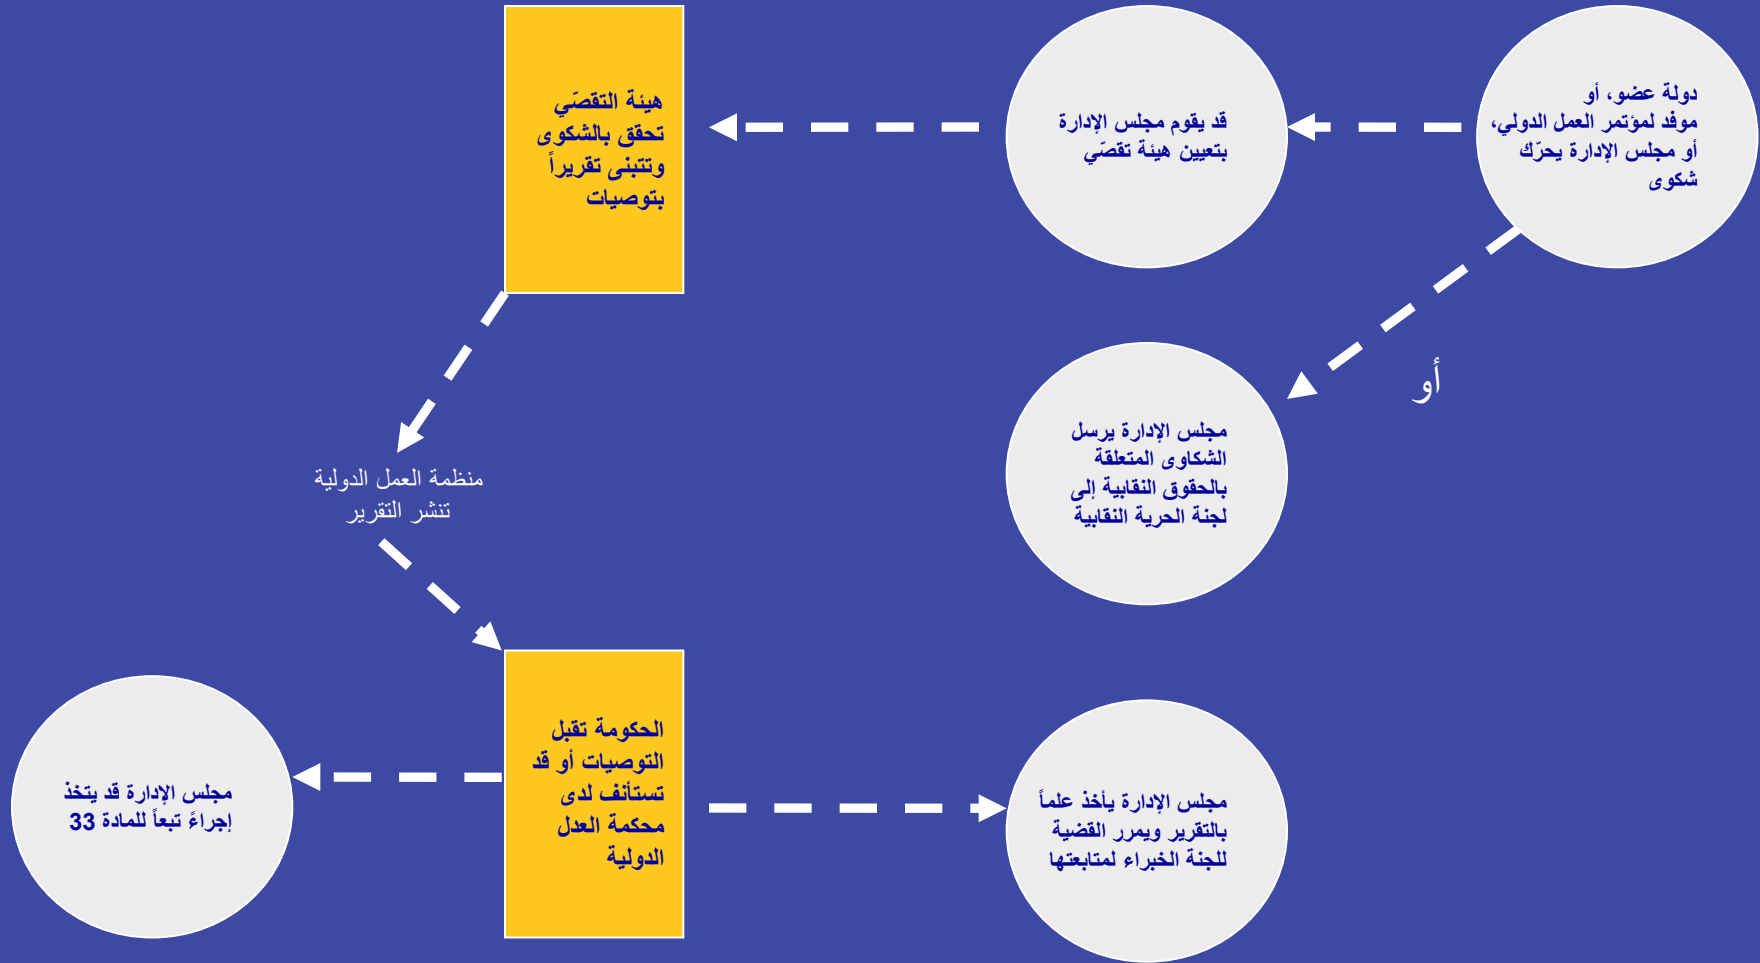 دولة عضو، أو
موفد لمؤتمر العمل الدولي،
أو مجلس الإدارة يحرّك
شكوى
قد يقوم مجلس الإدارة
بتعيين هيئة تقصّي
هيئة التقصّي
تحقق بالشكوى
وتتبنى تقريراً
بتوصيات
أو
مجلس الإدارة يرسل
الشكاوى المتعلقة
بالحقوق النقابية إلى
لجنة الحرية النقابية
منظمة العمل الدولية
تنشر التقرير
الحكومة تقبل
التوصيات أو قد
تستأنف لدى
محكمة العدل
الدولية
مجلس الإدارة يأخذ علماً
بالتقرير ويمرر القضية
للجنة الخبراء لمتابعتها
مجلس الإدارة قد يتخذ
إجراءً تبعاً للمادة 33